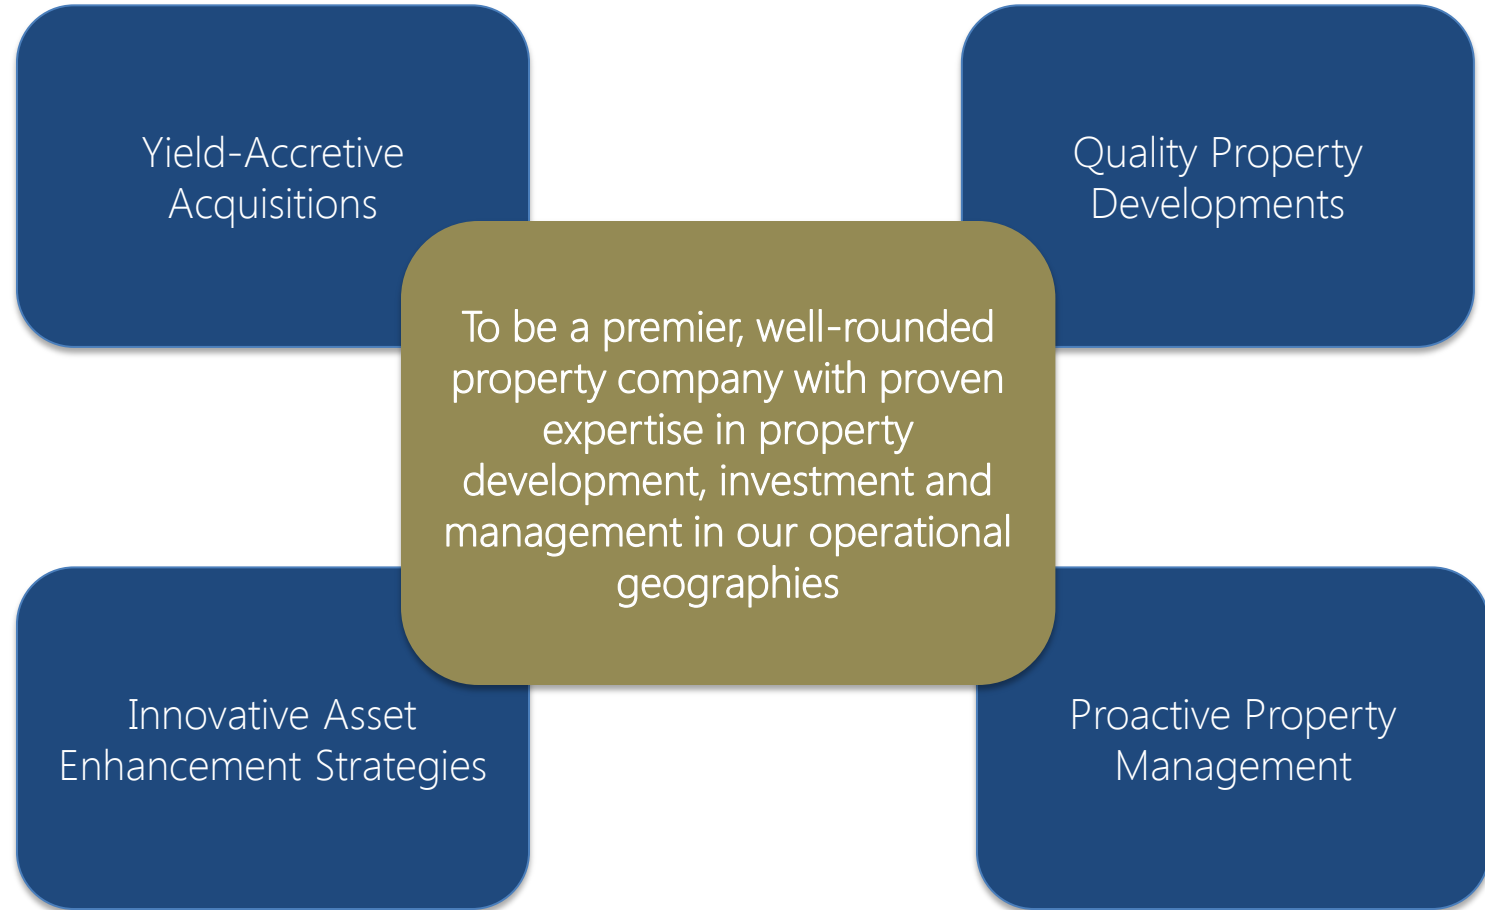 Yield-Accretive
Acquisitions
Quality Property
Developments
To be a premier, well-rounded
property company with proven
expertise in property
development, investment and
management in our operational
geographies
Innovative Asset
Enhancement Strategies
Proactive Property
Management